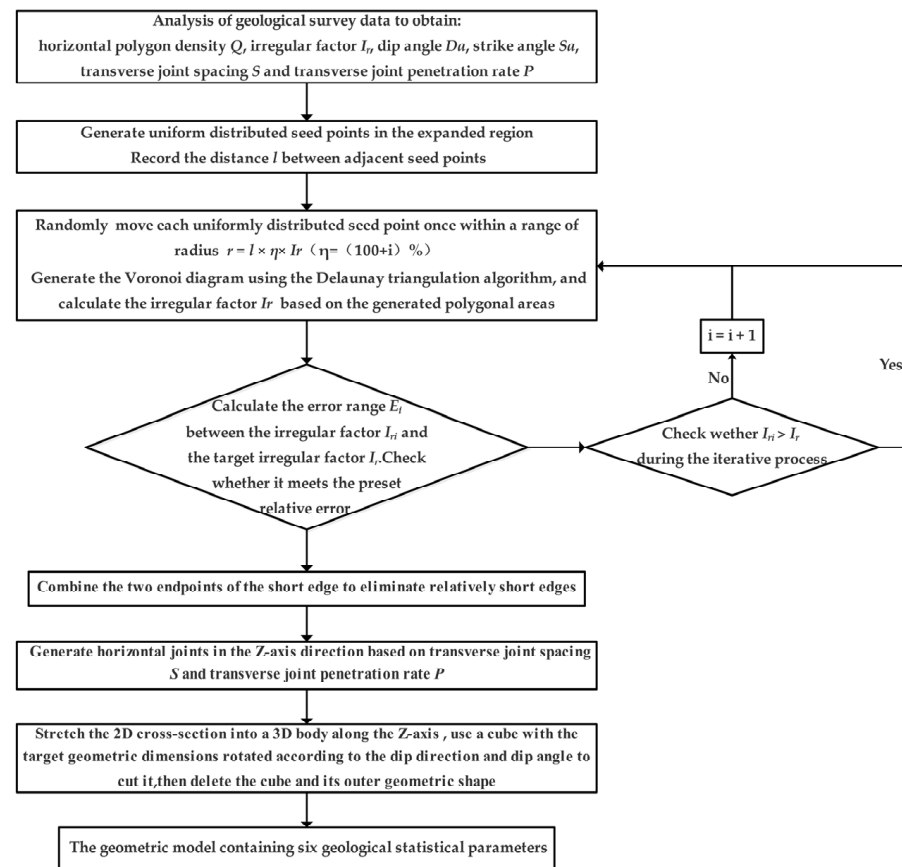 Analysis of geological survey data to obtain:
horizontal polygon density Q, irregular factor Ir, dip angle Da, strike angle Sa,
transverse joint spacing S and transverse joint penetration rate P
Generate uniform distributed seed points in the expanded region
Record the distance l between adjacent seed points
Randomly move each uniformly distributed seed point once within a range of
radius r = l × η× Ir（η=（100+i）%）
Generate the Voronoi diagram using the Delaunay triangulation algorithm, and
calculate the irregular factor Ir based on the generated polygonal areas
i = i + 1
No
Yes
Calculate the error range Ei
between the irregular factor Iri and
the target irregular factor Ir.Check
whether it meets the preset
relative error
Check wether Iri > Ir
during the iterative process
Combine the two endpoints of the short edge to eliminate relatively short edges
Generate horizontal joints in the Z-axis direction based on transverse joint spacing
S and transverse joint penetration rate P
Stretch the 2D cross-section into a 3D body along the Z-axis , use a cube with the
target geometric dimensions rotated according to the dip direction and dip angle to
cut it,then delete the cube and its outer geometric shape
The geometric model containing six geological statistical parameters